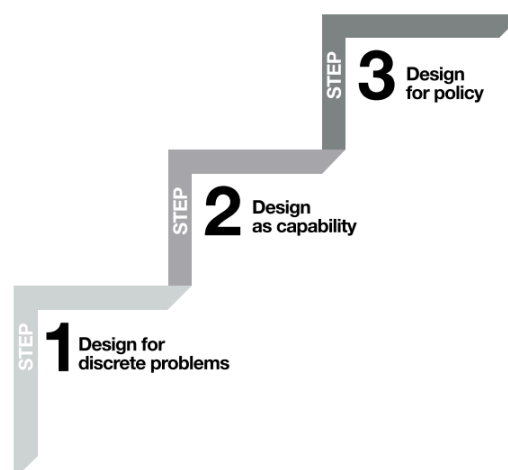 STEP
3 Design
for policy
STEP
2 Design
as capability
STEP
1 Design for
discrete problems